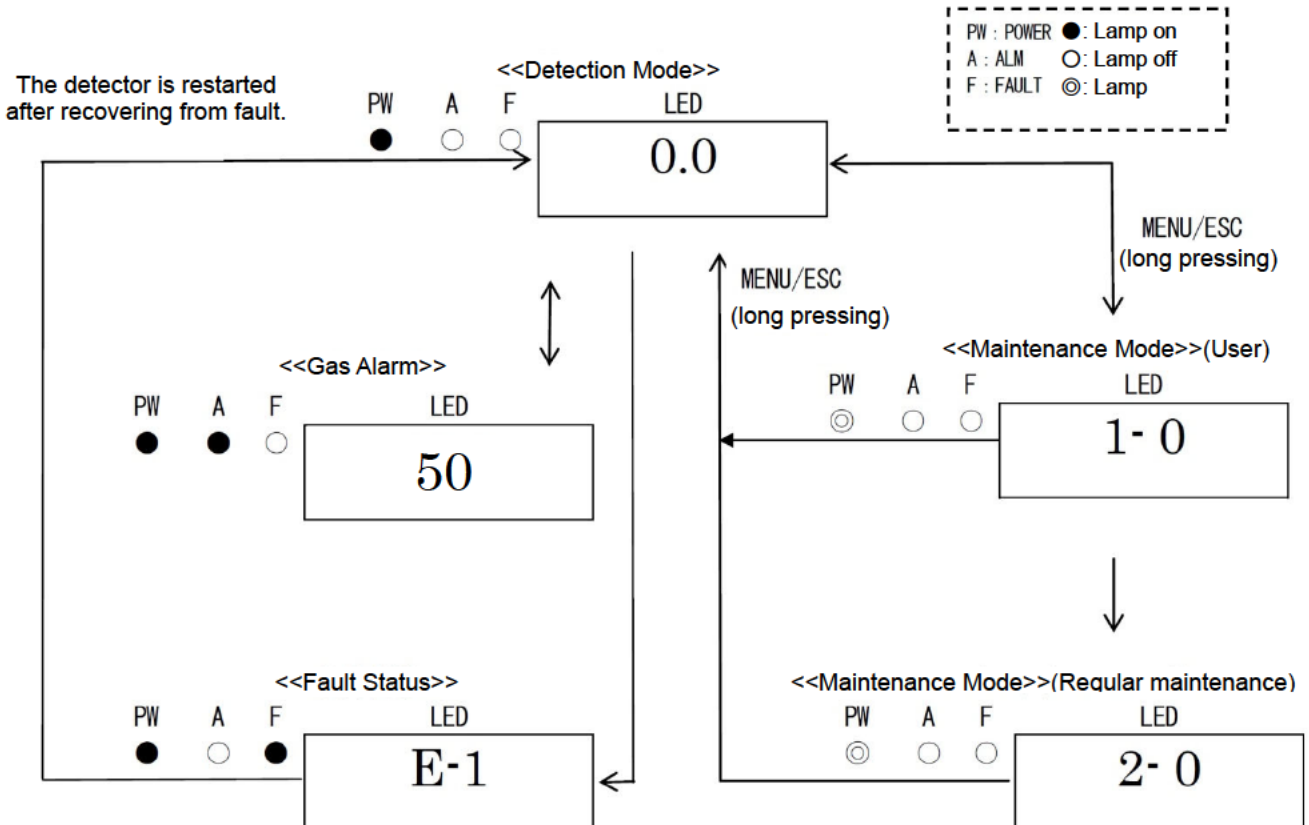 PW : POWER ●: Lamp on
A : ALM ○: Lamp off
F : FAULT ◎: Lamp
The detector is restarted
after recovering from fault.
<<Detection Mode>>
PW A F LED
0.0
MENU/ESC
(long pressing)
MENU/ESC
(long pressing)
<<Gas Alarm>>
PW A F LED
50
<<Maintenance Mode>>(User)
PW A F LED
1- 0
<<Fault Status>>
PW A F LED
E-1
<<Maintenance Mode>>(Regular maintenance)
PW A F LED
2- 0